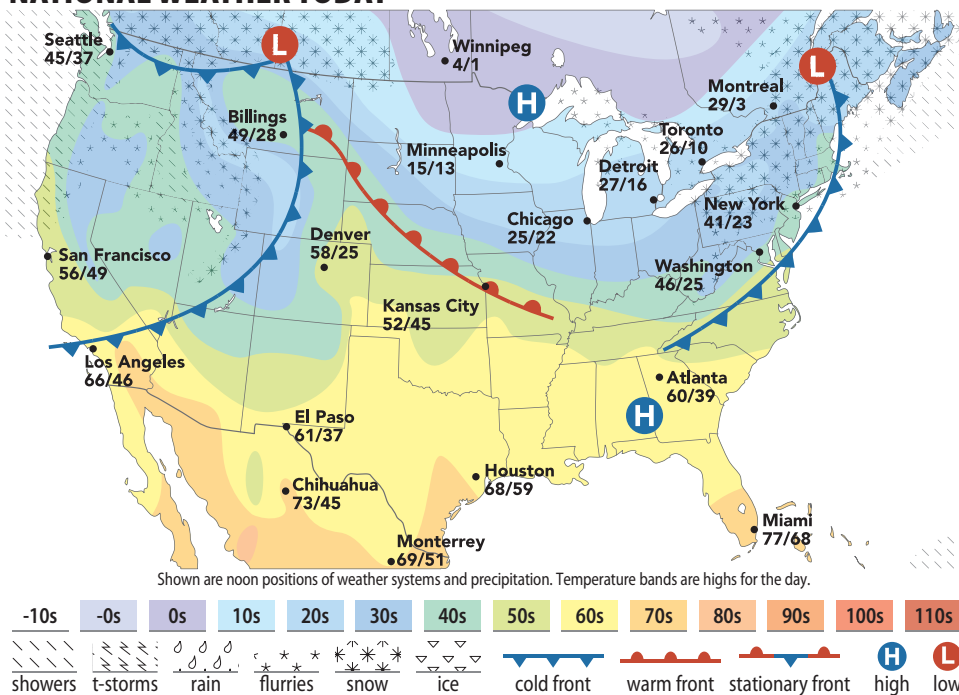 NATIONAL WEATHER TODAY
Seattle
45/37
L
Winnipeg
4/1
H
L
Montreal
29/3
Billings
49/28
Toronto
26/10
Minneapolis
15/13
Detroit
27/16
New York
41/23
Chicago
25/22
Denver
58/25
San Francisco
56/49
Washington
46/25
Kansas City
52/45
Los Angeles
66/46
Atlanta
60/39
H
El Paso
61/37
Houston
68/59
Chihuahua
73/45
Miami
77/68
Monterrey
69/51
Shown are noon positions of weather systems and precipitation. Temperature bands are highs for the day.
-10s -0s 0s 10s 20s 30s 40s 50s 60s 70s 80s 90s 100s 110s
H L
showers t-storms rain flurries snow ice cold front warm front stationary front high low